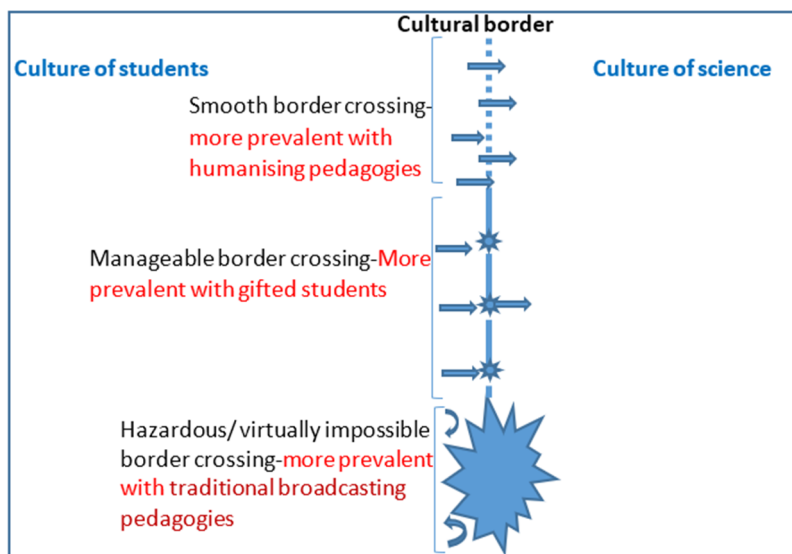 Cultural border
Culture of students
Culture of science
Smooth border crossing-
more prevalent with
humanising pedagogies
Manageable border crossing-More
prevalent with gifted students
Hazardous/ virtually impossible
border crossing-more prevalent
with traditional broadcasting
pedagogies